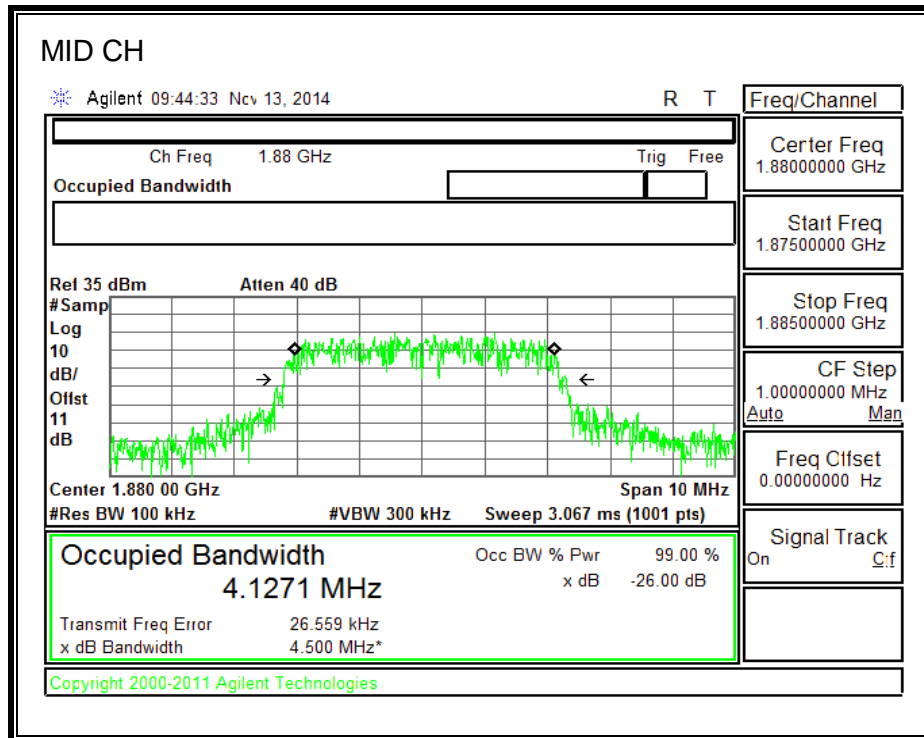 MID CH
Agilent 09:44:33 Nov 13, 2014 R T
Freq/Channel
Ch Freq 1.88 GHz Trig Free
Occupied Bandwidth
Center Freq
1.88000000 GHz
Start Freq
1.87500000 GHz
Stop Freq
1.88500000 GHz
CF Step
1.00000000 MHz
Auto Man
Freq Offset
0.00000000 Hz
Signal Track
On Off
Ref 35 dBm Atten 40 dB
#Samp
Log
10
dB/
Offst
11
dB
Center 1.880 00 GHz Span 10 MHz
#Res BW 100 kHz #VBW 300 kHz Sweep 3.067 ms (1001 pts)
Occupied Bandwidth Occ BW % Pwr 99.00 %
4.1271 MHz x dB -26.00 dB
Transmit Freq Error 26.559 kHz
x dB Bandwidth 4.500 MHz*
Copyright 2000-2011 Agilent Technologies